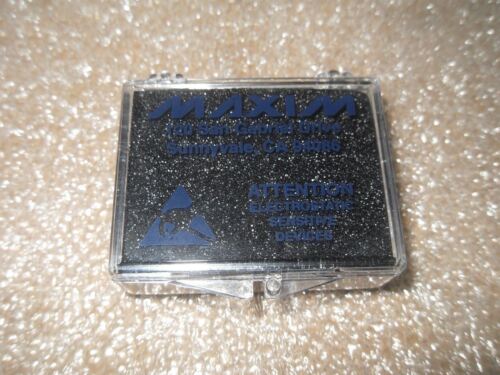 MAXIM
120 San Gabriel Drive
Sunnyvale, CA 94086
ATTENTION
ELECTROSTATIC
SENSITIVE
DEVICES